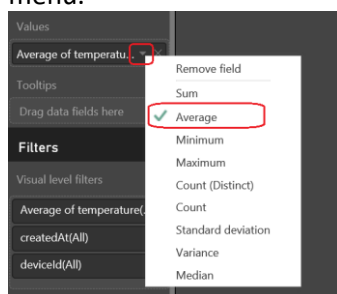 menu.
Values
Average of temperatu...
Tooltips
Drag data fields here
Filters
Visual level filters
Average of temperature(.
createdAt(All)
deviceId(All)
Remove field
Sum
Average
Minimum
Maximum
Count (Distinct)
Count
Standard deviation
Variance
Median